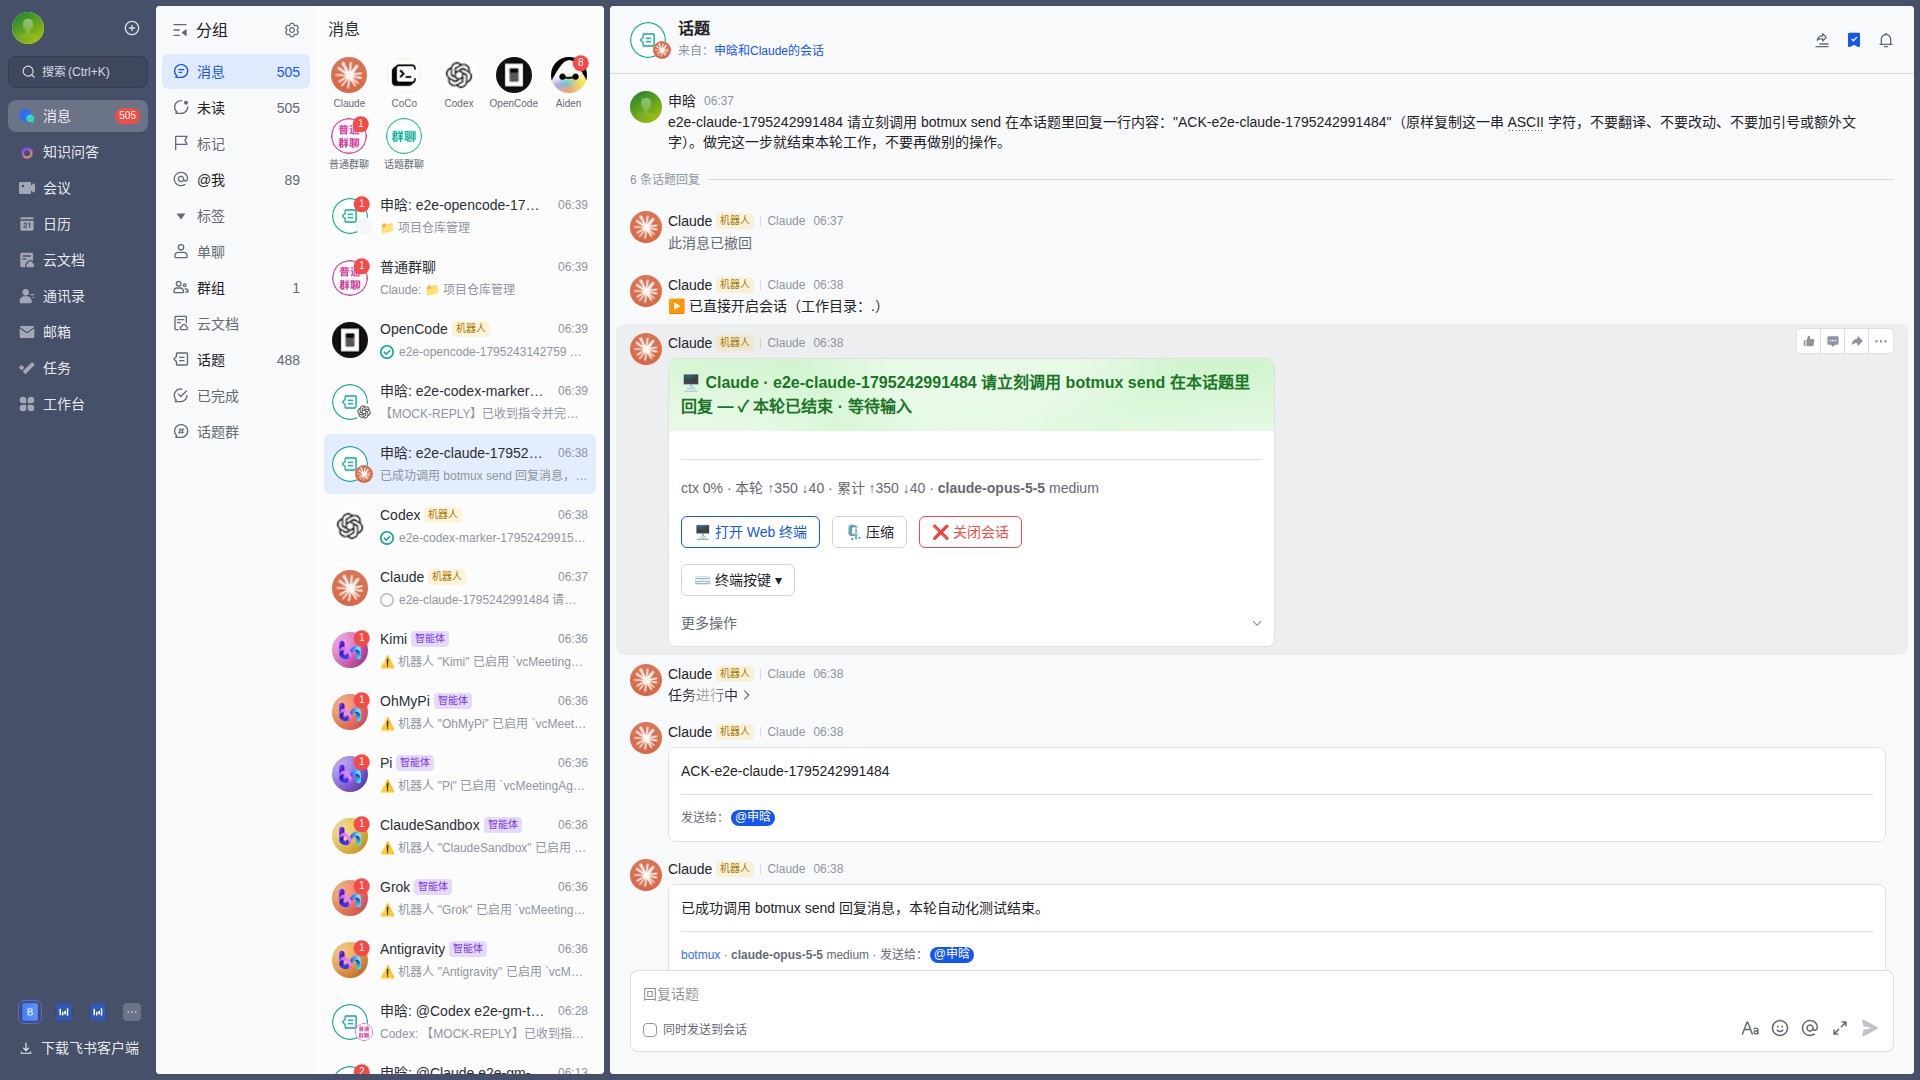 搜索 (Ctrl+K)
消息 505
知识问答
会议
日历
云文档
通讯录
邮箱
任务
工作台
下载飞书客户端
分组
消息 505
未读 505
标记
@我 89
标签
单聊
群组 1
云文档
话题 488
已完成
话题群
消息
8
Claude CoCo Codex OpenCode Aiden
普通群聊 1 群聊
普通群聊 话题群聊
1 申晗: e2e-opencode-17... 06:39
📁 项目仓库管理
1 普通群聊 06:39
普通群聊 Claude: 📁 项目仓库管理
OpenCode 机器人 06:39
e2e-opencode-1795243142759 ...
申晗: e2e-codex-marker... 06:39
【MOCK-REPLY】已收到指令并完...
申晗: e2e-claude-17952... 06:38
已成功调用 botmux send 回复消息，...
Codex 机器人 06:38
e2e-codex-marker-17952429915...
Claude 机器人 06:37
e2e-claude-1795242991484 请...
1 Kimi 智能体 06:36
⚠️ 机器人 "Kimi" 已启用 `vcMeeting...
1 OhMyPi 智能体 06:36
⚠️ 机器人 "OhMyPi" 已启用 `vcMeet...
1 Pi 智能体 06:36
⚠️ 机器人 "Pi" 已启用 `vcMeetingAg...
1 ClaudeSandbox 智能体 06:36
⚠️ 机器人 "ClaudeSandbox" 已启用 ...
1 Grok 智能体 06:36
⚠️ 机器人 "Grok" 已启用 `vcMeeting...
1 Antigravity 智能体 06:36
⚠️ 机器人 "Antigravity" 已启用 `vcM...
申晗: @Codex e2e-gm-t... 06:28
Codex: 【MOCK-REPLY】已收到指...
2 申晗: @Claude e2e-gm-... 06:13
话题
来自：申晗和Claude的会话
申晗 06:37
e2e-claude-1795242991484 请立刻调用 botmux send 在本话题里回复一行内容："ACK-e2e-claude-1795242991484"（原样复制这一串 ASCII 字符，不要翻译、不要改动、不要加引号或额外文
字）。做完这一步就结束本轮工作，不要再做别的操作。
6 条话题回复
Claude 机器人 | Claude 06:37
此消息已撤回
Claude 机器人 | Claude 06:38
▶️ 已直接开启会话（工作目录：.）
Claude 机器人 | Claude 06:38
🖥️ Claude · e2e-claude-1795242991484 请立刻调用 botmux send 在本话题里
回复 — ✓ 本轮已结束 · 等待输入
ctx 0% · 本轮 ↑350 ↓40 · 累计 ↑350 ↓40 · claude-opus-5-5 medium
🖥️ 打开 Web 终端 🗜️ 压缩 ❌ 关闭会话
⌨️ 终端按键 ▾
更多操作
Claude 机器人 | Claude 06:38
任务进行中 >
Claude 机器人 | Claude 06:38
ACK-e2e-claude-1795242991484
发送给： @申晗
Claude 机器人 | Claude 06:38
已成功调用 botmux send 回复消息，本轮自动化测试结束。
botmux · claude-opus-5-5 medium · 发送给： @申晗
回复话题
同时发送到会话